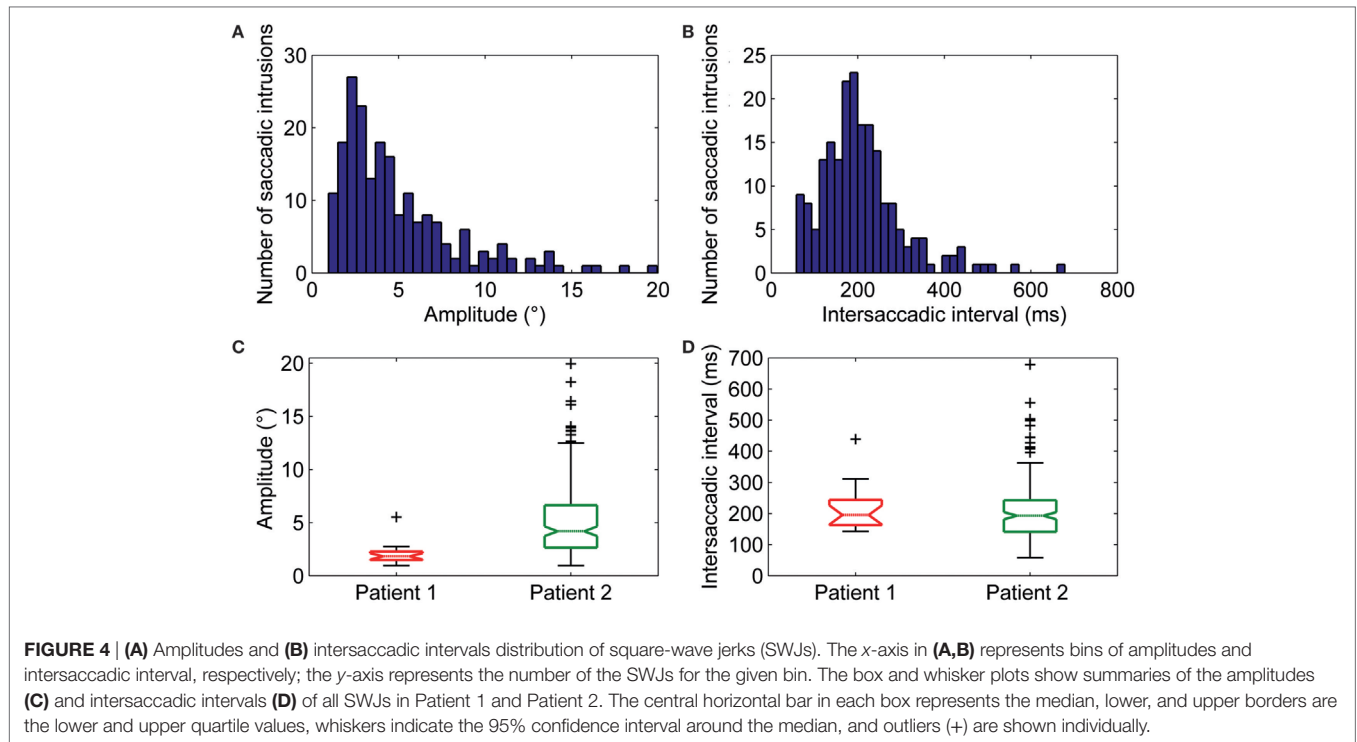 A
Number of saccadic intrusions
30
20
10
0
0 5 10 15 20
Amplitude (°)
B
Number of saccadic intrusions
25
20
15
10
5
0
0 200 400 600 800
Intersaccadic interval (ms)
C
Amplitude (°)
20
15
10
5
0
Patient 1 Patient 2
D
Intersaccadic interval (ms)
700
600
500
400
300
200
100
0
Patient 1 Patient 2
FIGURE 4 | (A) Amplitudes and (B) intersaccadic intervals distribution of square-wave jerks (SWJs). The x-axis in (A,B) represents bins of amplitudes and
intersaccadic interval, respectively; the y-axis represents the number of the SWJs for the given bin. The box and whisker plots show summaries of the amplitudes
(C) and intersaccadic intervals (D) of all SWJs in Patient 1 and Patient 2. The central horizontal bar in each box represents the median, lower, and upper borders are
the lower and upper quartile values, whiskers indicate the 95% confidence interval around the median, and outliers (+) are shown individually.